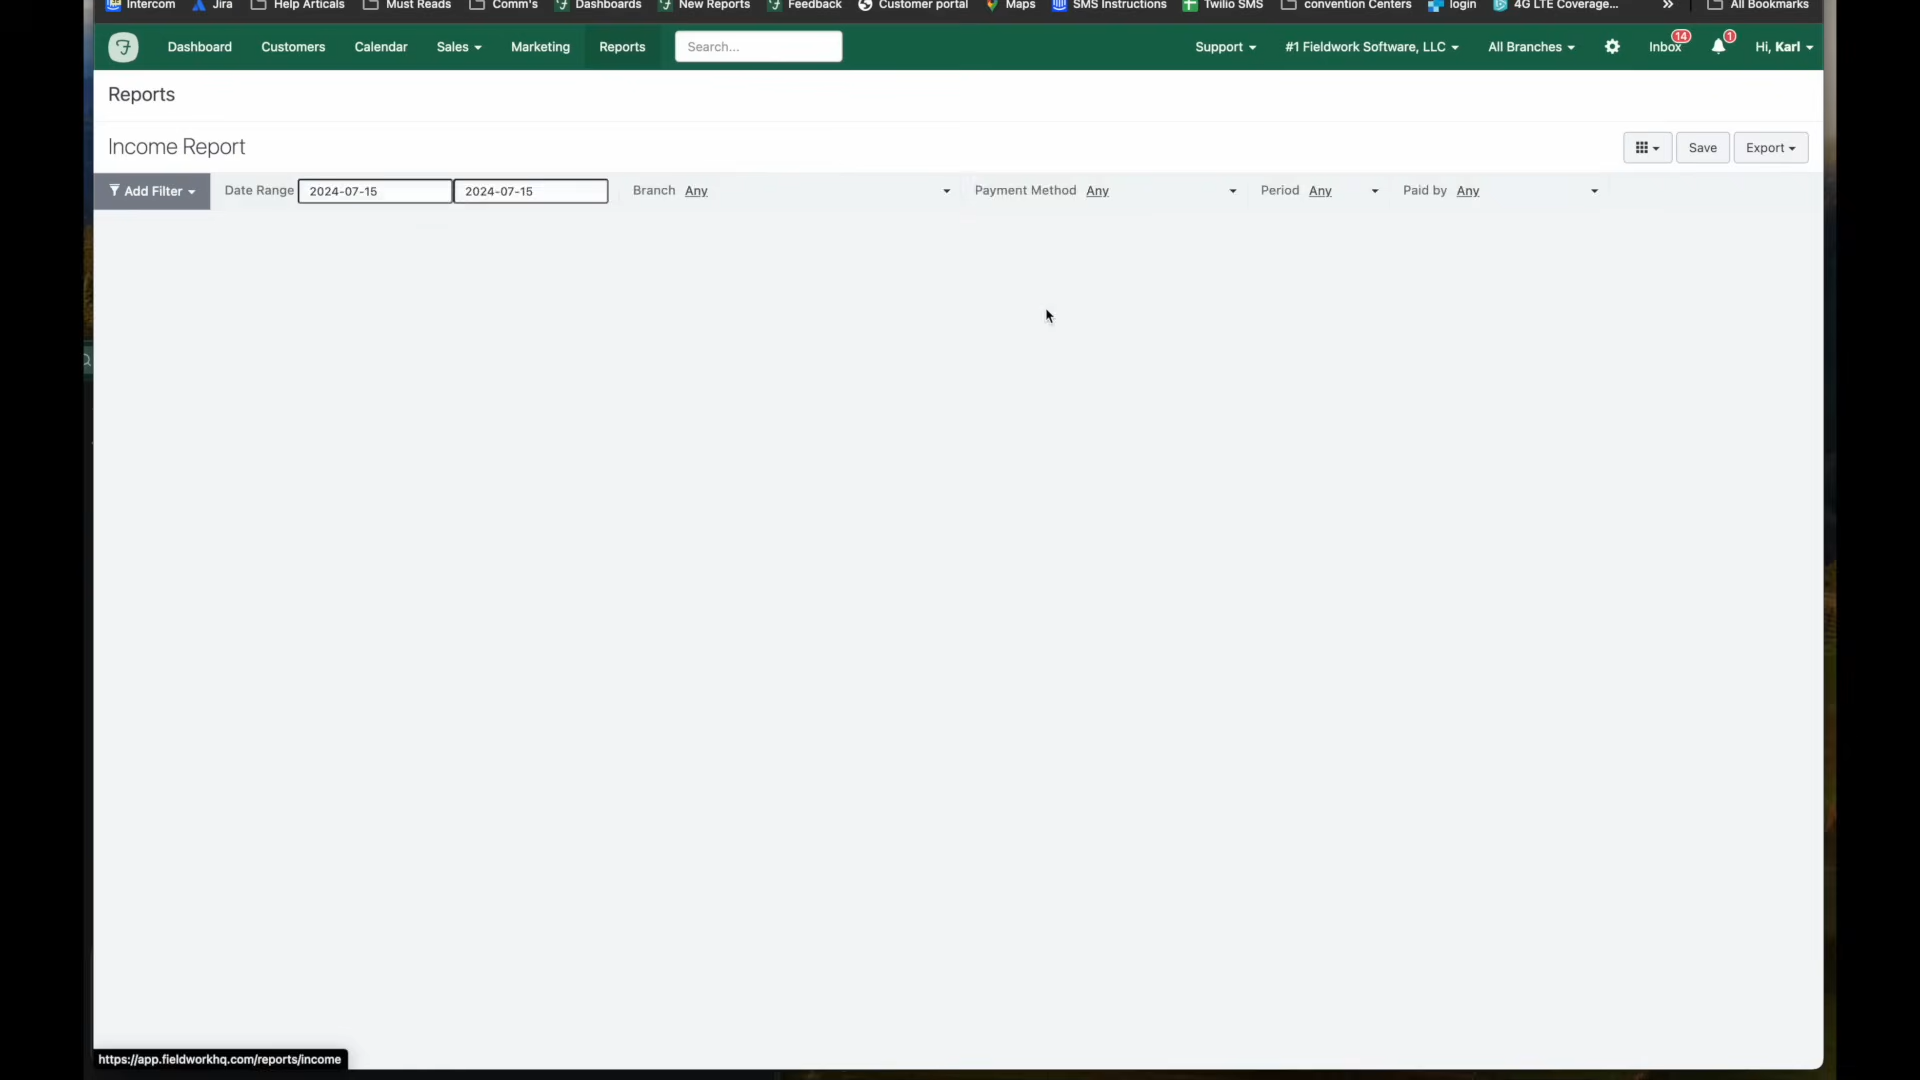 Intercom Jira Help Articals Must Reads Comm's Dashboards New Reports Feedback Customer portal Maps SMS Instructions Twilio SMS convention Centers login 4G LTE Coverage... » All Bookmarks
Dashboard Customers Calendar Sales Marketing Reports Search... Support #1 Fieldwork Software, LLC All Branches Inbox 14 1 Hi, Karl
Reports
Income Report Save Export
Add Filter Date Range 2024-07-15 2024-07-15 Branch Any Payment Method Any Period Any Paid by Any
https://app.fieldworkhq.com/reports/income